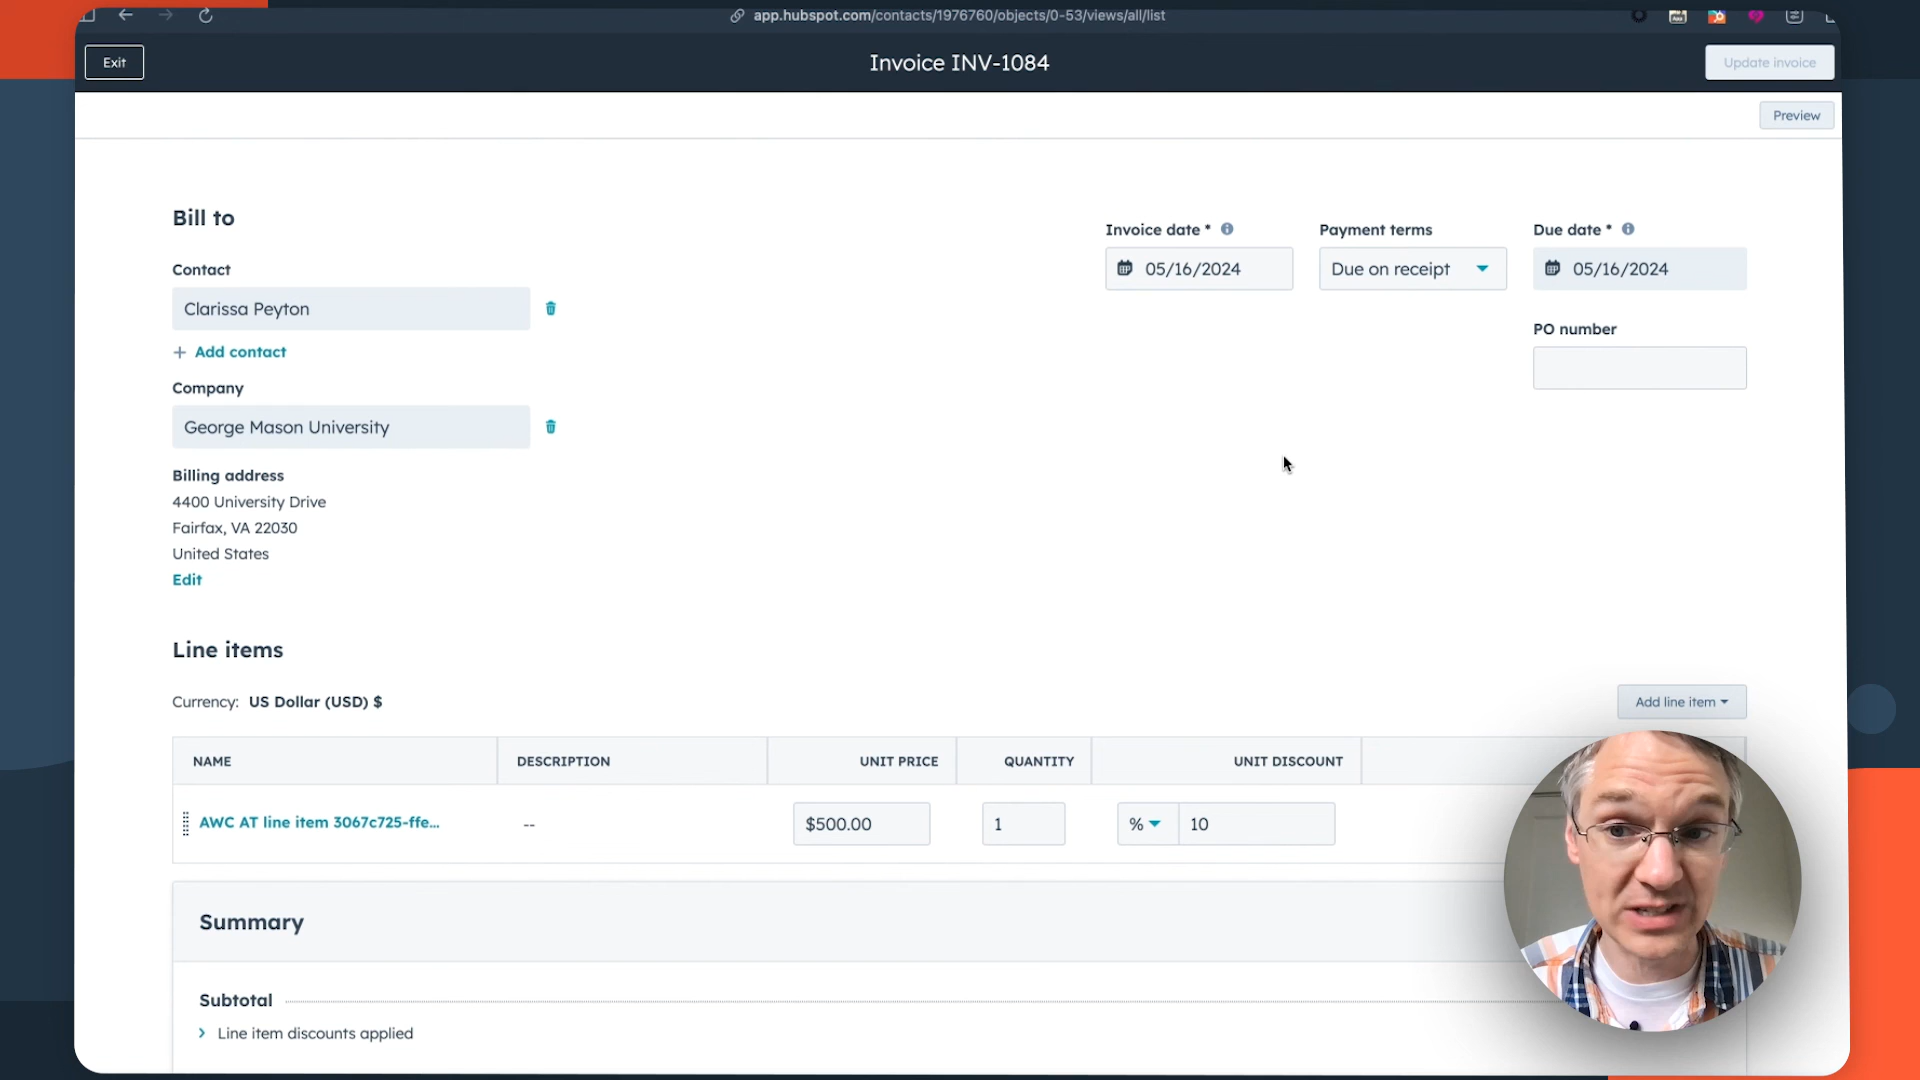 app.hubspot.com/contacts/1976760/objects/0-53/views/all/list
Exit
Invoice INV-1084
Update invoice
Preview
Bill to
Invoice date *
Payment terms
Due date *
05/16/2024
Due on receipt
05/16/2024
Contact
Clarissa Peyton
+ Add contact
PO number
Company
George Mason University
Billing address
4400 University Drive
Fairfax, VA 22030
United States
Edit
Line items
Currency: US Dollar (USD) $
Add line item
NAME
DESCRIPTION
UNIT PRICE
QUANTITY
UNIT DISCOUNT
AWC AT line item 3067c725-ffe...
--
$500.00
1
%
10
Summary
Subtotal
Line item discounts applied